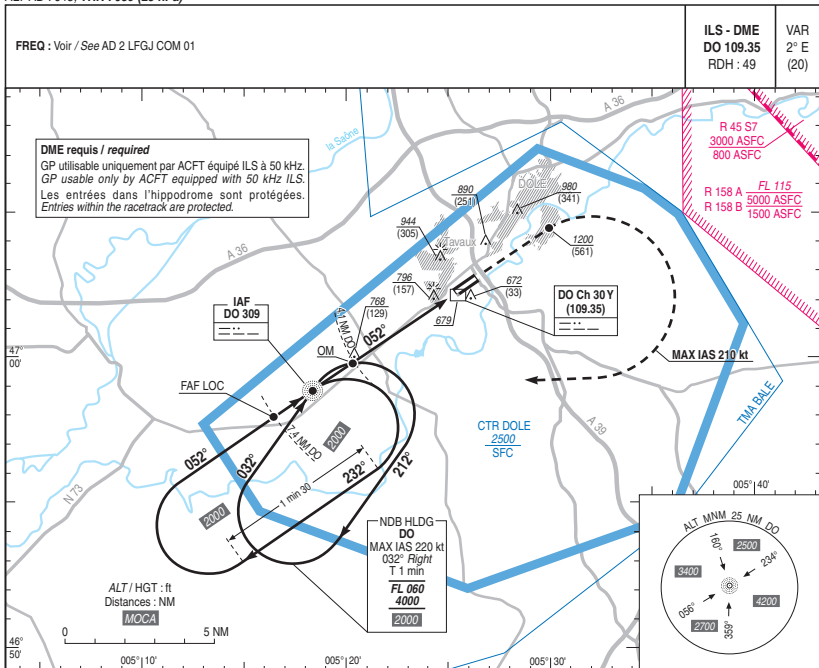 FREQ : Voir / See AD 2 LFGJ COM 01
ILS - DME
DO 109.35
RDH : 49
VAR
2° E
(20)
DME requis / required
GP utilisable uniquement par ACFT équipé ILS à 50 kHz.
GP usable only by ACFT equipped with 50 kHz ILS.
Les entrées dans l'hippodrome sont protégées.
Entries within the racetrack are protected.
la Saône
A 36
R 45 S7
3000 ASFC
800 ASFC
R 158 A
R 158 B
FL 115
5000 ASFC
1500 ASFC
DOLE
890
(251)
980
(341)
944
(305)
Tavaux
1200
(561)
A 36
796
(157)
672
(33)
679
DO Ch 30 Y
(109.35)
IAF
DO 309
4.1 NM DO
768
(129)
052°
OM
MAX IAS 210 kt
47°
00'
FAF LOC
7.4 NM DO
2000
052°
032°
232°
212°
1 min 30
2000
N 73
A 39
CTR DOLE
2500
SFC
TMA BALE
NDB HLDG
DO
MAX IAS 220 kt
032° Right
T 1 min
FL 060
4000
2000
ALT / HGT : ft
Distances : NM
MOCA
0
5 NM
005° 40'
ALT MNM 25 NM DO
160°
2500
234°
3400
4200
056°
2700
359°
46°
50'
005° 10'
005° 20'
005° 30'